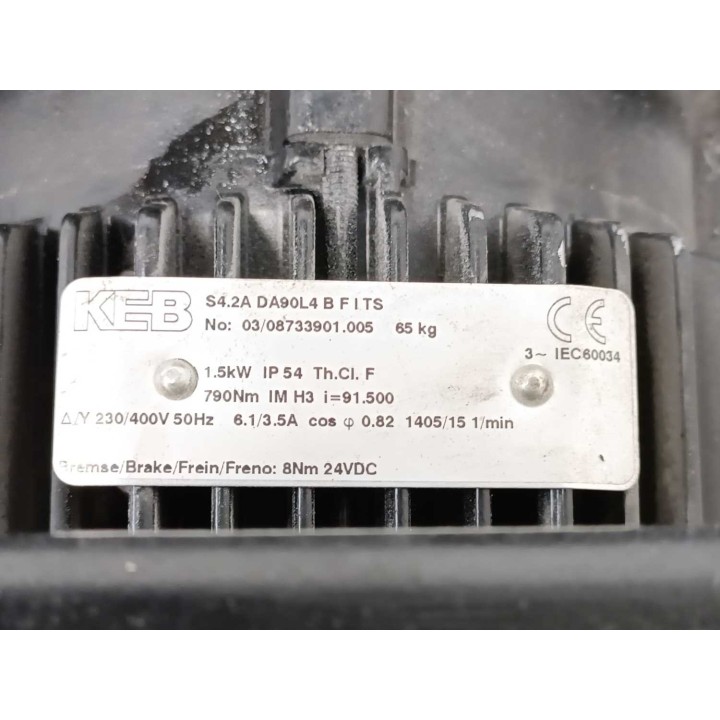 KEB
S4.2A DA90L4 B F I TS
No: 03/08733901.005 65 kg
CE
3~ IEC60034
1.5kW IP 54 Th.Cl. F
790Nm IM H3 i=91.500
Δ/Y 230/400V 50Hz 6.1/3.5A cos φ 0.82 1405/15 1/min
Bremse/Brake/Frein/Freno: 8Nm 24VDC